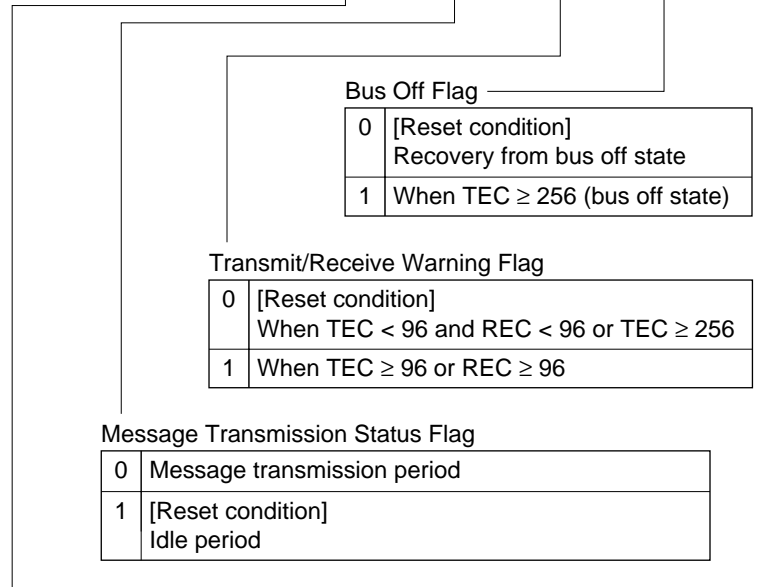 Bus Off Flag
0 [Reset condition]
Recovery from bus off state
1 When TEC ≥ 256 (bus off state)
Transmit/Receive Warning Flag
0 [Reset condition]
When TEC < 96 and REC < 96 or TEC ≥ 256
1 When TEC ≥ 96 or REC ≥ 96
Message Transmission Status Flag
0 Message transmission period
1 [Reset condition]
Idle period